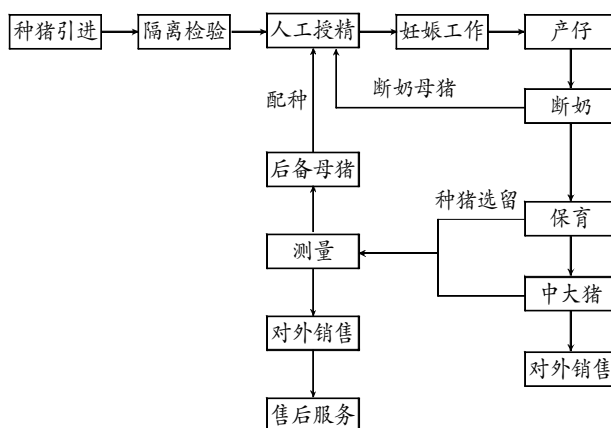 种猪引进
隔离检验
人工授精
妊娠工作
产仔
断奶母猪
配种
断奶
后备母猪
种猪选留
保育
测量
中大猪
对外销售
对外销售
售后服务